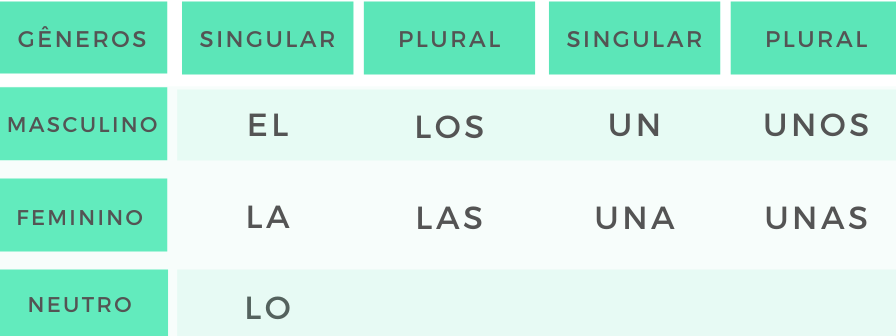 GÊNEROS SINGULAR PLURAL SINGULAR PLURAL
MASCULINO EL LOS UN UNOS
FEMININO LA LAS UNA UNAS
NEUTRO LO